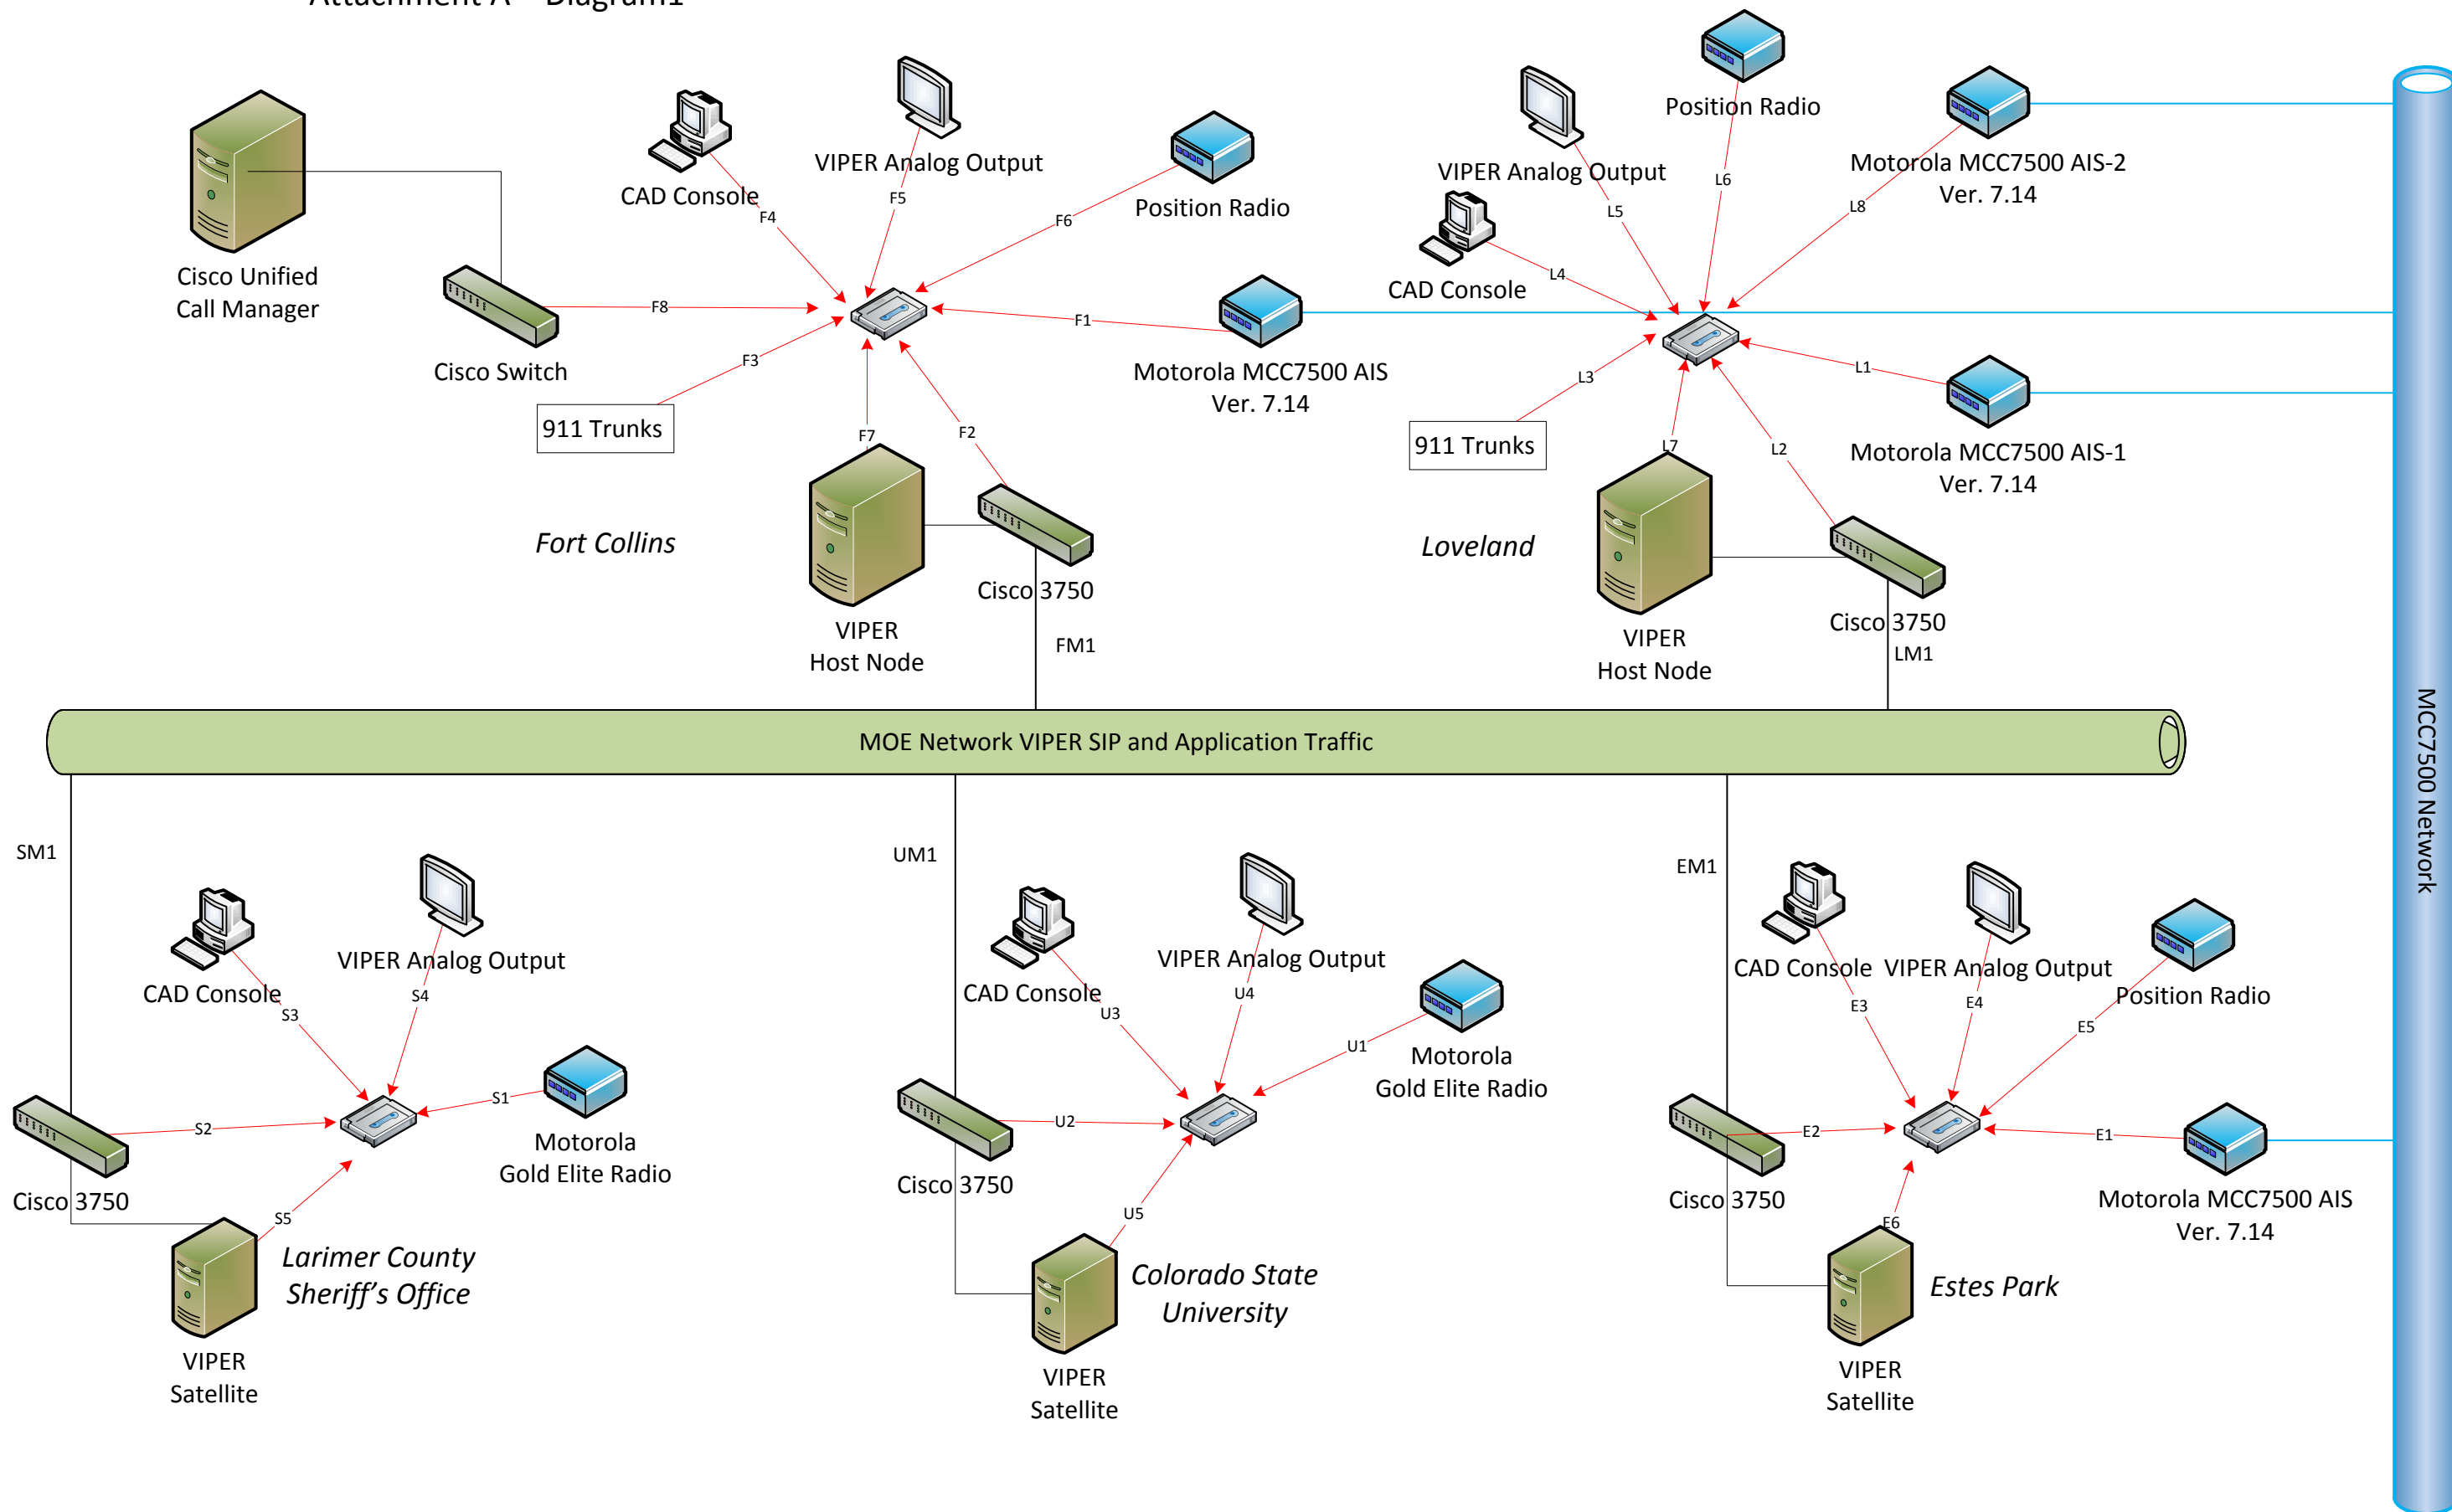 Attachment A – Diagram1
Cisco Unified
Call Manager
Cisco Switch
CAD Console
VIPER Analog Output
Position Radio
F4
F5
F6
F8
F1
F3
F7
F2
911 Trunks
Motorola MCC7500 AIS
Ver. 7.14
Fort Collins
VIPER
Host Node
Cisco 3750
FM1
Position Radio
VIPER Analog Output
CAD Console
Motorola MCC7500 AIS-2
Ver. 7.14
L6
L5
L8
L4
L1
L3
L7
L2
911 Trunks
Motorola MCC7500 AIS-1
Ver. 7.14
Loveland
VIPER
Host Node
Cisco 3750
LM1
MCC7500 Network
MOE Network VIPER SIP and Application Traffic
SM1
CAD Console
VIPER Analog Output
S3
S4
S1
S2
S5
Motorola
Gold Elite Radio
Cisco 3750
Larimer County
Sheriff's Office
VIPER
Satellite
UM1
CAD Console
VIPER Analog Output
U3
U4
U1
U2
U5
Motorola
Gold Elite Radio
Cisco 3750
Colorado State
University
VIPER
Satellite
EM1
CAD Console
VIPER Analog Output
Position Radio
E3
E4
E5
E2
E1
E6
Cisco 3750
Motorola MCC7500 AIS
Ver. 7.14
Estes Park
VIPER
Satellite